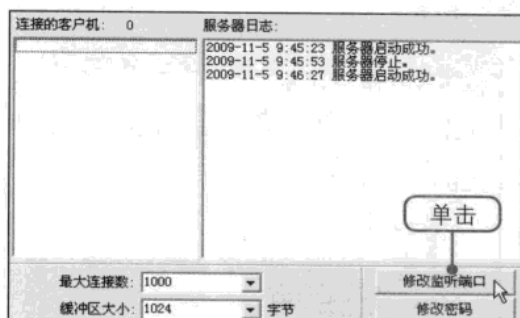 连接的客户机: 0
服务器日志:
2009-11-5 9:45:23 服务器启动成功。
2009-11-5 9:45:53 服务器停止。
2009-11-5 9:46:27 服务器启动成功。
单击
最大连接数: 1000
修改监听端口
缓冲区大小: 1024 字节
修改密码